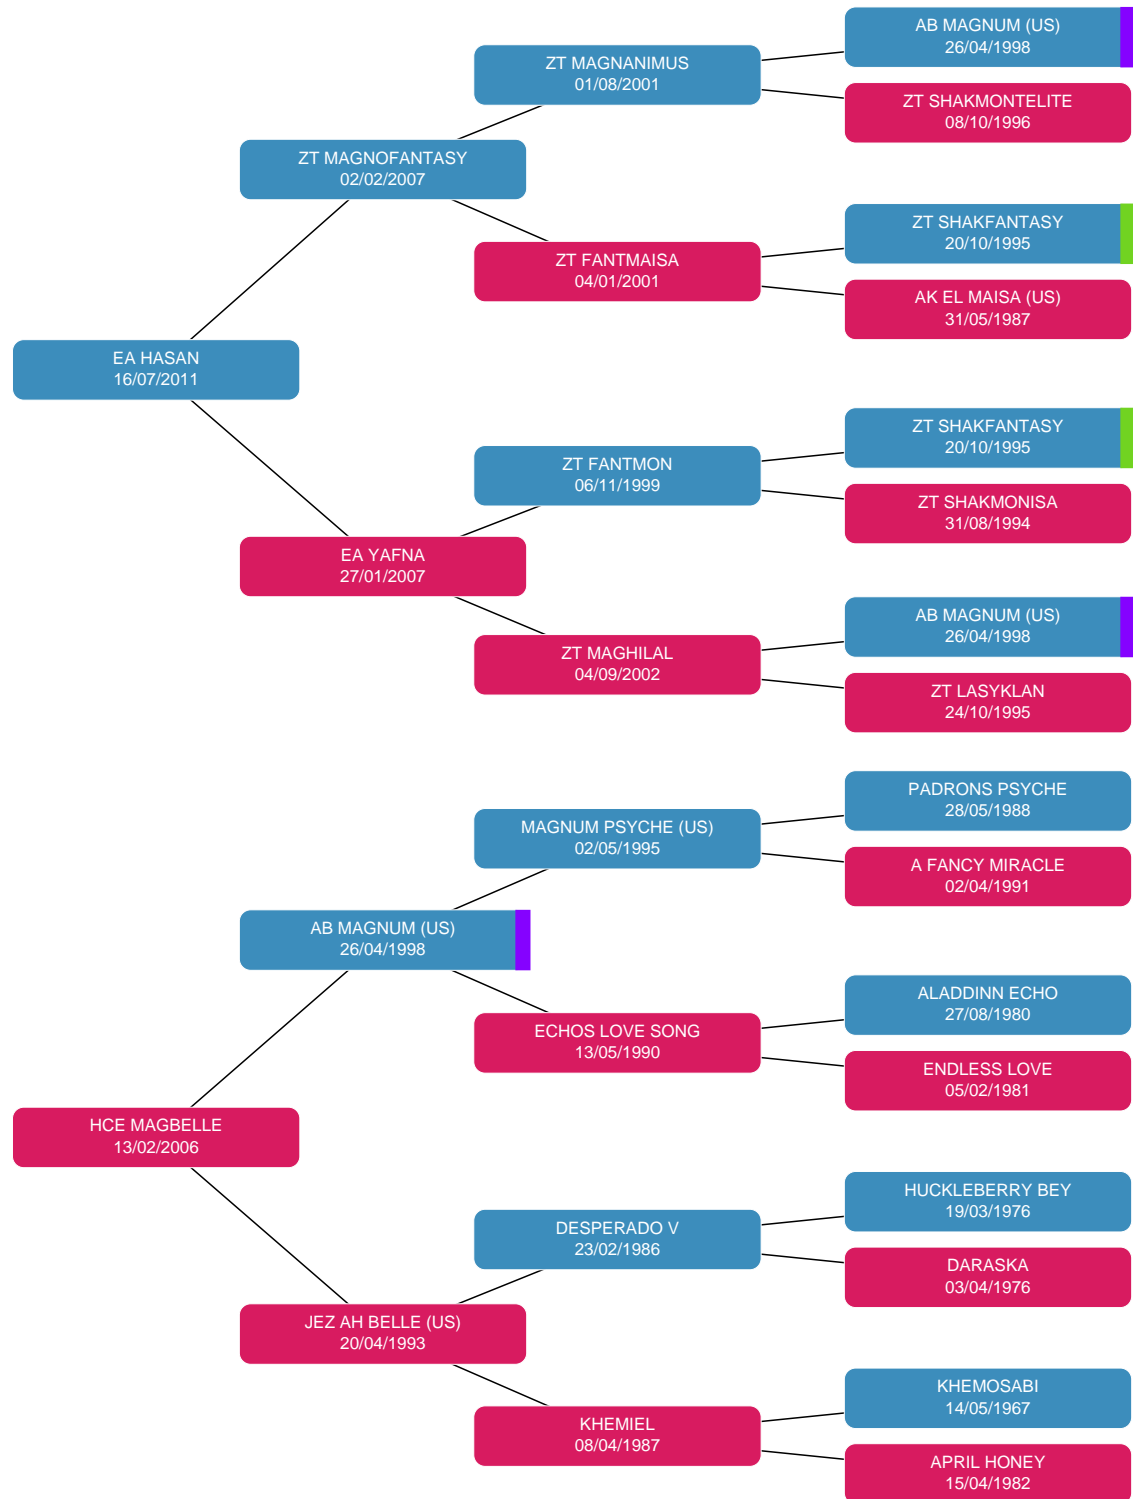 AB MAGNUM (US)
26/04/1998
ZT MAGNANIMUS
01/08/2001
ZT SHAKMONTELITE
08/10/1996
ZT MAGNOFANTASY
02/02/2007
ZT SHAKFANTASY
20/10/1995
ZT FANTMAISA
04/01/2001
AK EL MAISA (US)
31/05/1987
EA HASAN
16/07/2011
ZT SHAKFANTASY
20/10/1995
ZT FANTMON
06/11/1999
ZT SHAKMONISA
31/08/1994
EA YAFNA
27/01/2007
AB MAGNUM (US)
26/04/1998
ZT MAGHILAL
04/09/2002
ZT LASYKLAN
24/10/1995
PADRONS PSYCHE
28/05/1988
MAGNUM PSYCHE (US)
02/05/1995
A FANCY MIRACLE
02/04/1991
AB MAGNUM (US)
26/04/1998
ALADDINN ECHO
27/08/1980
ECHOS LOVE SONG
13/05/1990
ENDLESS LOVE
05/02/1981
HCE MAGBELLE
13/02/2006
HUCKLEBERRY BEY
19/03/1976
DESPERADO V
23/02/1986
DARASKA
03/04/1976
JEZ AH BELLE (US)
20/04/1993
KHEMOSABI
14/05/1967
KHEMIEL
08/04/1987
APRIL HONEY
15/04/1982